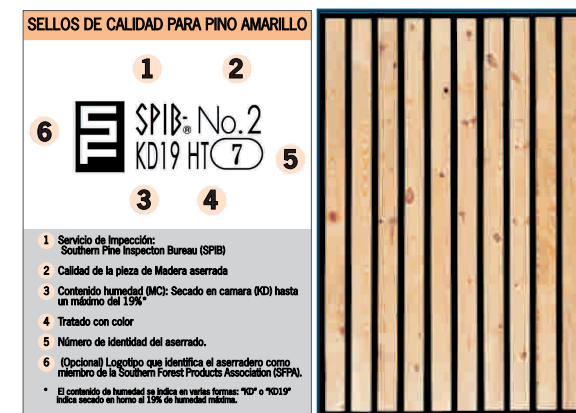 SELLOS DE CALIDAD PARA PINO AMARILLO
1 2
6 SPIB® No.2
KD19 HT 7 5
3 4
1 Servicio de Inspección:
Southern Pine Inspecton Bureau (SPIB)
2 Calidad de la pieza de Madera aserrada
3 Contenido humedad (MC): Secado en camara (KD) hasta
un máximo del 19%*
4 Tratado con color
5 Número de identidad del aserrado.
6 (Opcional) Logotipo que identifica el aserradero como
miembro de la Southern Forest Products Association (SFPA).
* El contenido de humedad se indica en varias formas: "KD" o "KD19"
indica secado en horno al 19% de humedad máxima.